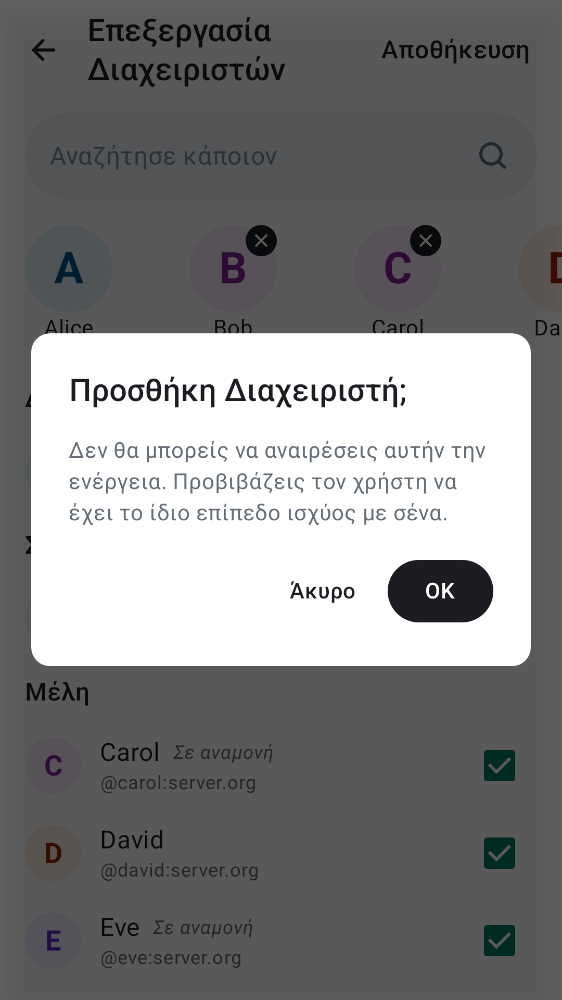 Επεξεργασία
Διαχειριστών
Αποθήκευση
Αναζήτησε κάποιον
A
B
C
D
Alice
Bob
Carol
Da
Προσθήκη Διαχειριστή;
Δεν θα μπορείς να αναιρέσεις αυτήν την
ενέργεια. Προβιβάζεις τον χρήστη να
έχει το ίδιο επίπεδο ισχύος με σένα.
Άκυρο
OK
Μέλη
C
Carol Σε αναμονή
@carol:server.org
D
David
@david:server.org
E
Eve Σε αναμονή
@eve:server.org